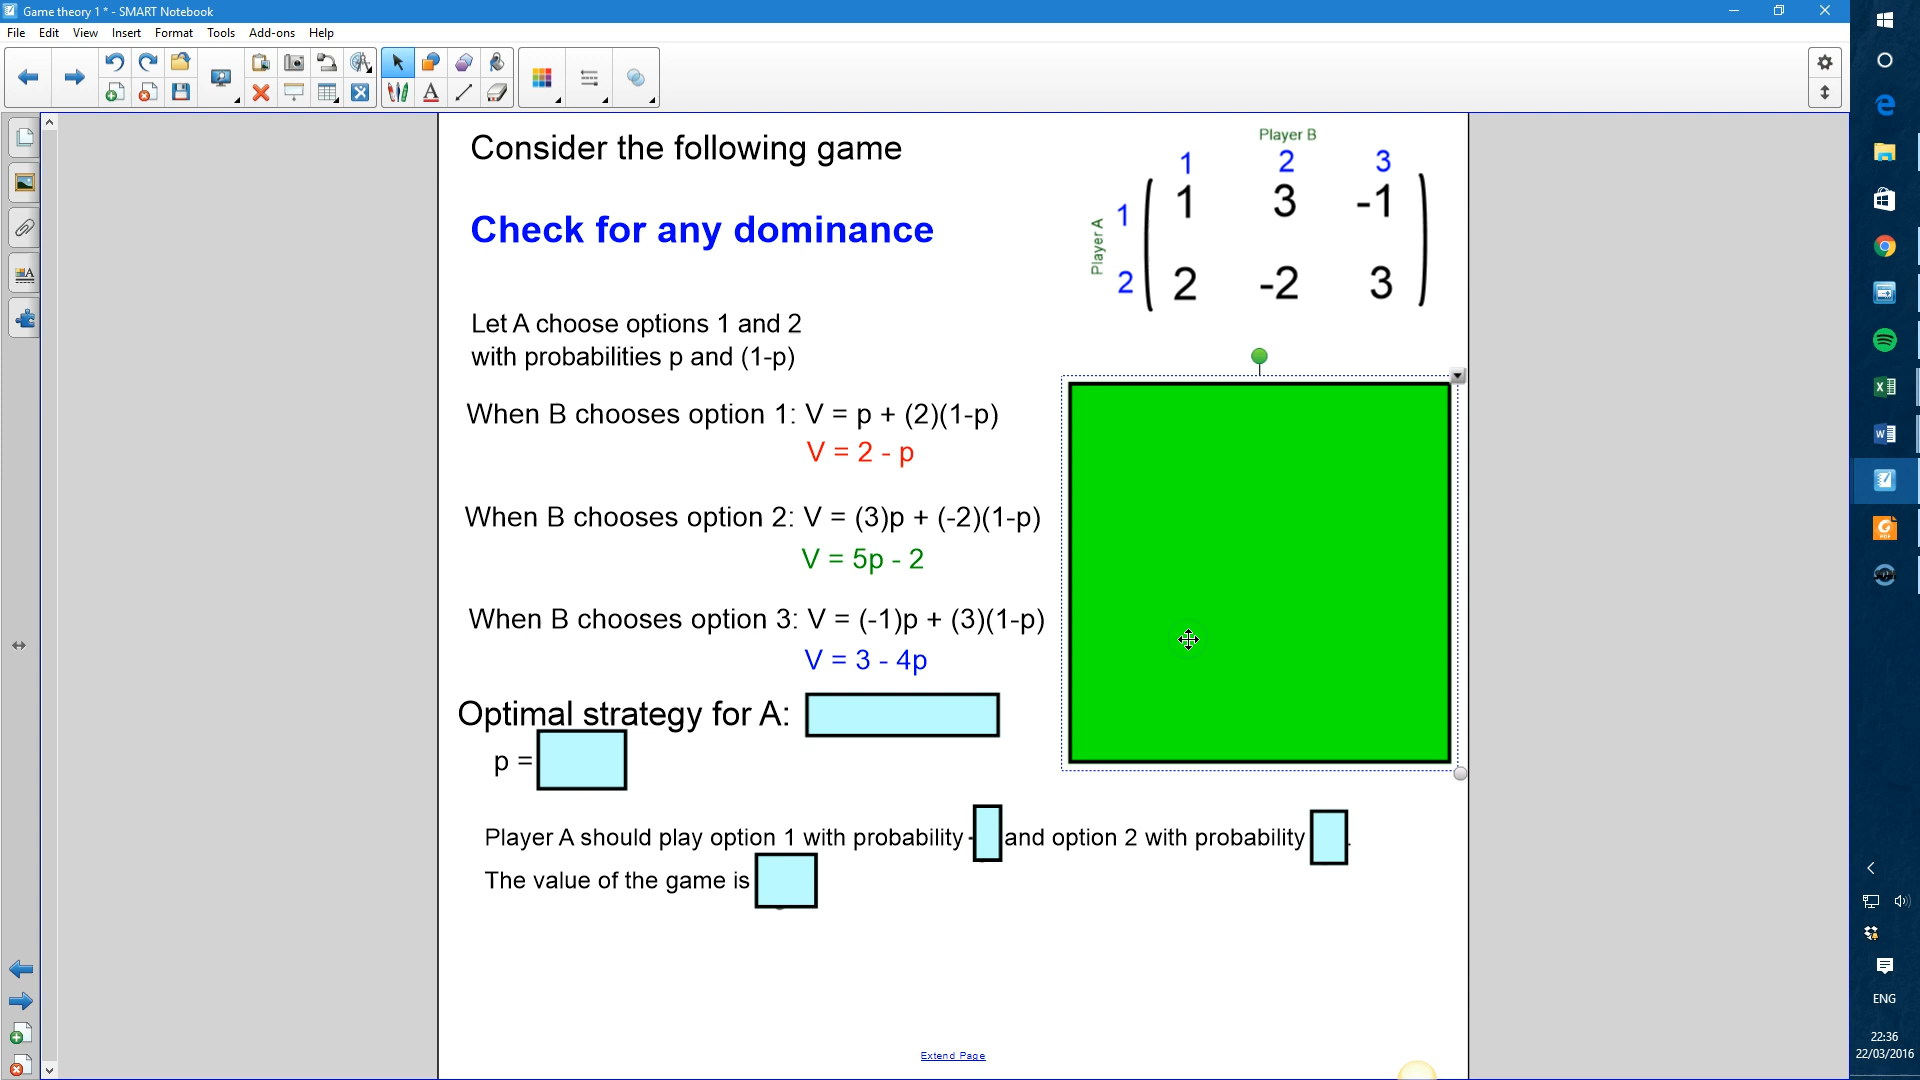 Game theory 1 * - SMART Notebook
File Edit View Insert Format Tools Add-ons Help
Consider the following game
Check for any dominance
Player B
1 2 3
Player A
1 1 3 -1
2 2 -2 3
Let A choose options 1 and 2
with probabilities p and (1-p)
When B chooses option 1: V = p + (2)(1-p)
V = 2 - p
When B chooses option 2: V = (3)p + (-2)(1-p)
V = 5p - 2
When B chooses option 3: V = (-1)p + (3)(1-p)
V = 3 - 4p
Optimal strategy for A:
p =
Player A should play option 1 with probability and option 2 with probability .
The value of the game is
Extend Page
ENG
22:36
22/03/2016